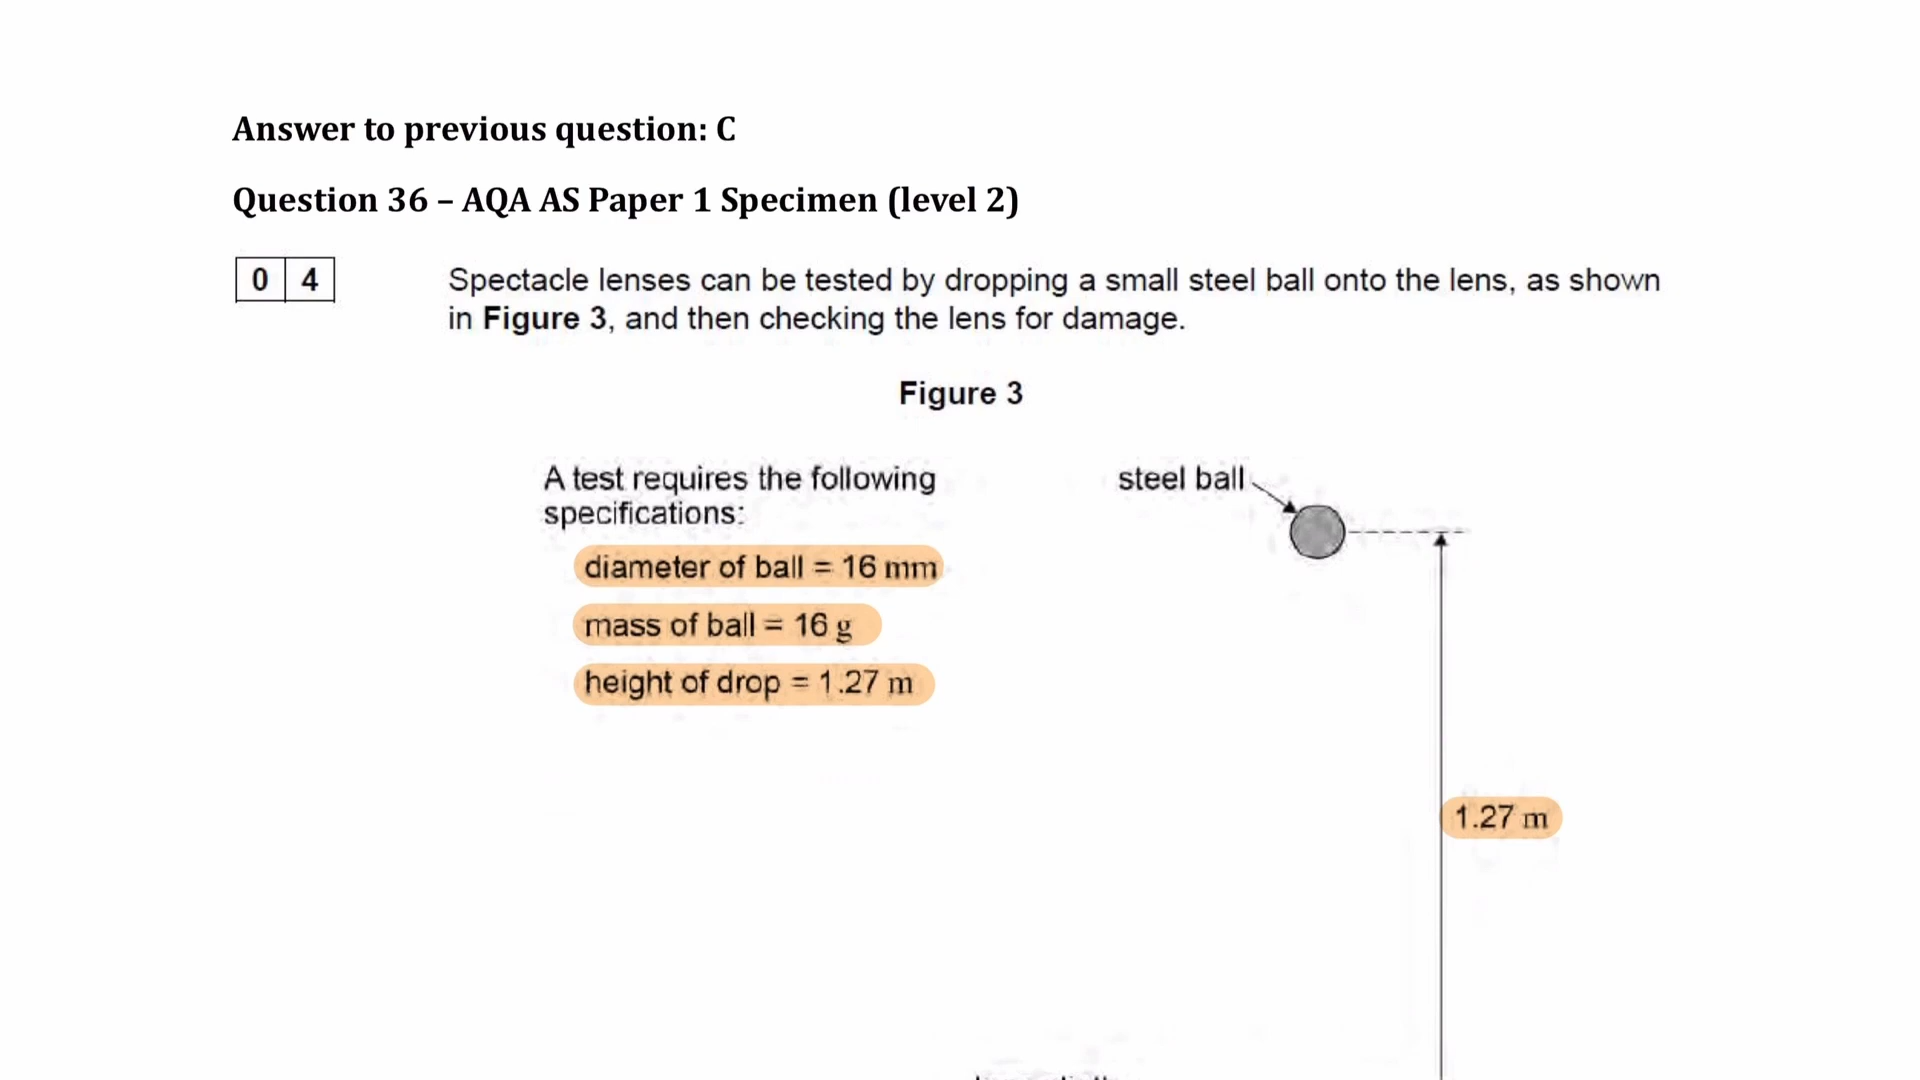 Answer to previous question: C
Question 36 – AQA AS Paper 1 Specimen (level 2)
0 4
Spectacle lenses can be tested by dropping a small steel ball onto the lens, as shown
in Figure 3, and then checking the lens for damage.
Figure 3
A test requires the following
specifications:
diameter of ball = 16 mm
mass of ball = 16 g
height of drop = 1.27 m
steel ball
1.27 m